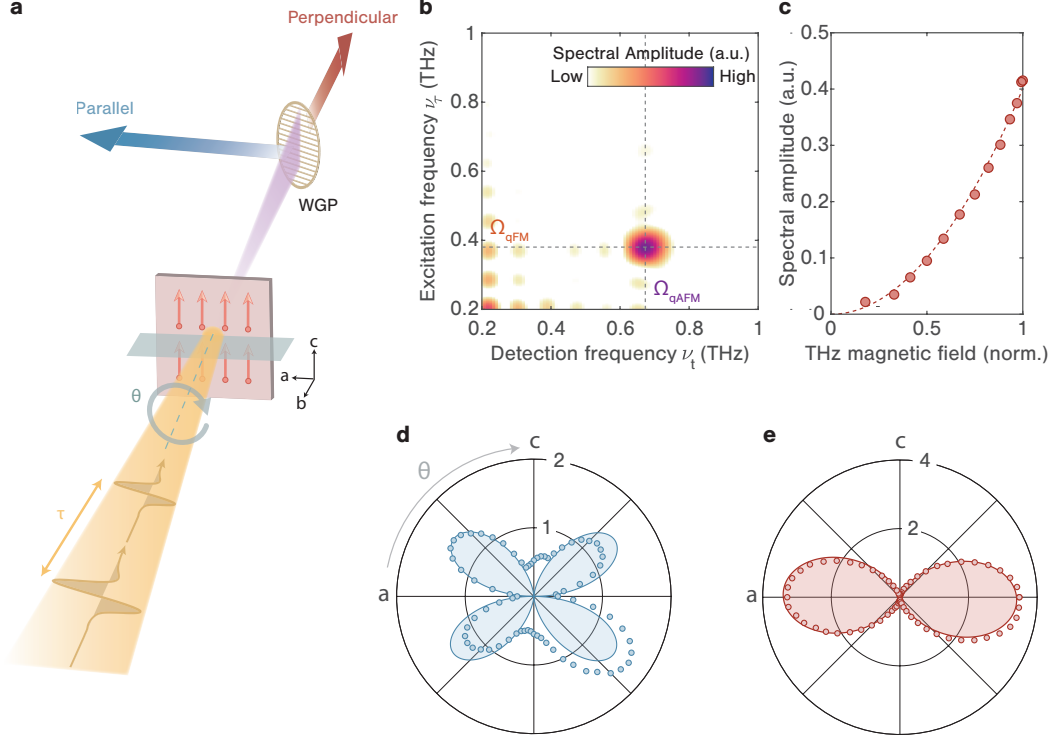 a
Perpendicular
Parallel
WGP
c
a
b
θ
τ
b
1
0.8
0.6
0.4
0.2
0.2
0.4
0.6
0.8
1
Excitation frequency ν_τ (THz)
Detection frequency ν_t (THz)
Spectral Amplitude (a.u.)
Low
High
Ω_qFM
Ω_qAFM
c
0.5
0.4
0.3
0.2
0.1
0
0
0.5
1
Spectral amplitude (a.u.)
THz magnetic field (norm.)
d
θ
c
2
1
a
e
c
4
2
a